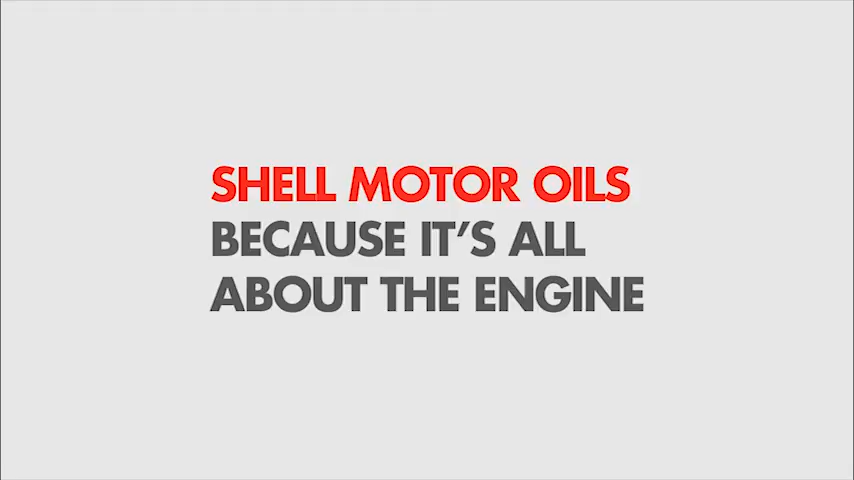 SHELL MOTOR OILS
BECAUSE IT'S ALL
ABOUT THE ENGINE